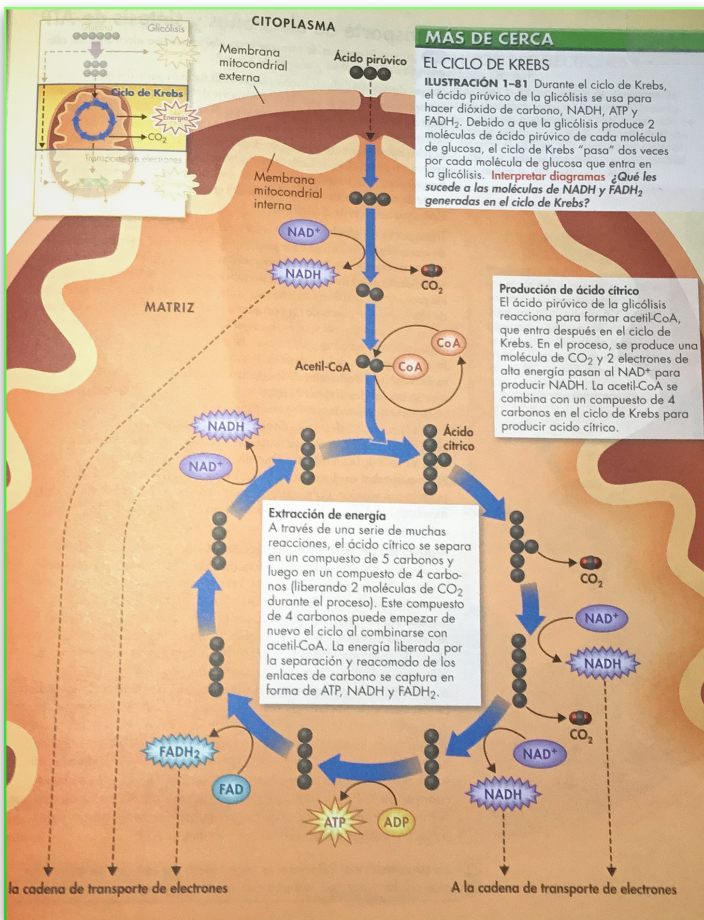 CITOPLASMA
Glucólisis
Ciclo de Krebs
Energía
CO₂
Transporte de electrones
Membrana
mitocondrial
externa
Ácido pirúvico
MÁS DE CERCA
EL CICLO DE KREBS
ILUSTRACIÓN 1–81 Durante el ciclo de Krebs,
el ácido pirúvico de la glicólisis se usa para
hacer dióxido de carbono, NADH, ATP y
FADH₂. Debido a que la glicólisis produce 2
moléculas de ácido pirúvico de cada molécula
de glucosa, el ciclo de Krebs "pasa" dos veces
por cada molécula de glucosa que entra en
la glicólisis. Interpretar diagramas ¿Qué les
sucede a las moléculas de NADH y FADH₂
generadas en el ciclo de Krebs?
Membrana
mitocondrial
interna
NAD⁺
NADH
CO₂
MATRIZ
CoA
Acetil-CoA
CoA
Producción de ácido cítrico
El ácido pirúvico de la glicólisis
reacciona para formar acetil-CoA,
que entra después en el ciclo de
Krebs. En el proceso, se produce una
molécula de CO₂ y 2 electrones de
alta energía pasan al NAD⁺ para
producir NADH. La acetil-CoA se
combina con un compuesto de 4
carbonos en el ciclo de Krebs para
producir acido cítrico.
NADH
NAD⁺
Ácido
cítrico
Extracción de energía
A través de una serie de muchas
reacciones, el ácido cítrico se separa
en un compuesto de 5 carbonos y
luego en un compuesto de 4 carbo-
nos (liberando 2 moléculas de CO₂
durante el proceso). Este compuesto
de 4 carbonos puede empezar de
nuevo el ciclo al combinarse con
acetil-CoA. La energía liberada por
la separación y reacomodo de los
enlaces de carbono se captura en
forma de ATP, NADH y FADH₂.
CO₂
NAD⁺
NADH
CO₂
NAD⁺
NADH
FADH₂
FAD
ATP
ADP
la cadena de transporte de electrones
A la cadena de transporte de electrones